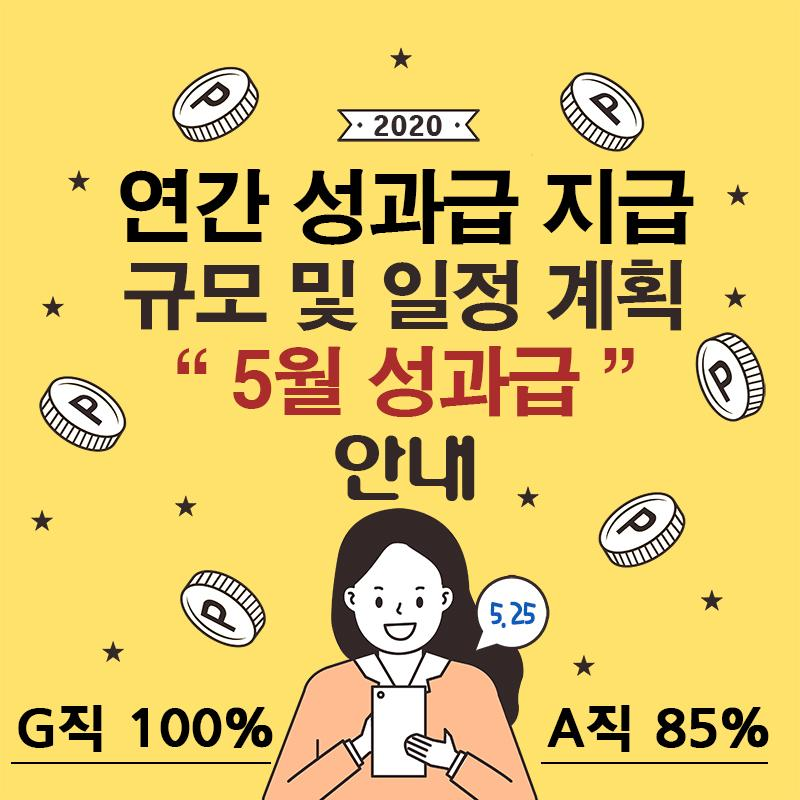 P
P
· 2020 ·
연간 성과급 지급
규모 및 일정 계획
“ 5월 성과급 ”
안내
P
P
P
P
5.25
G직 100%
A직 85%